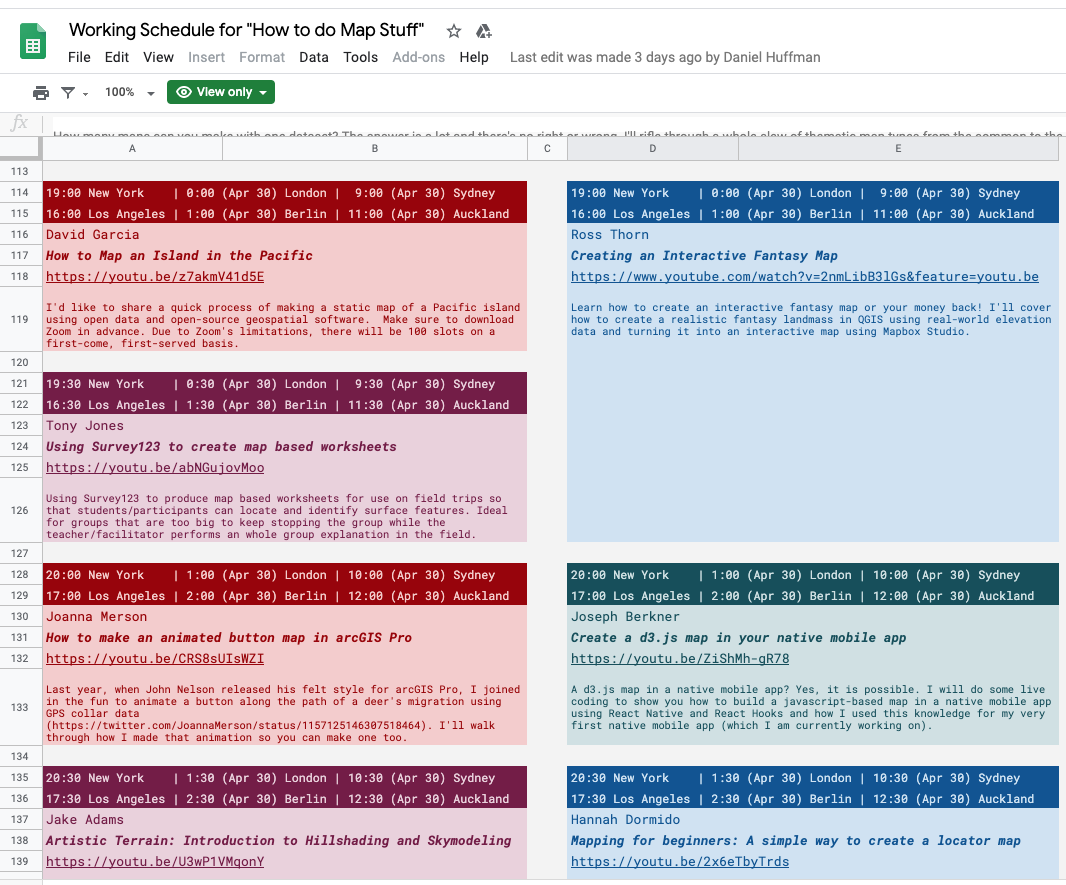 Working Schedule for "How to do Map Stuff"
File Edit View Insert Format Data Tools Add-ons Help Last edit was made 3 days ago by Daniel Huffman
100% View only
fx How many maps can you make with one dataset? The answer is a lot and there's no right or wrong. I'll rifle through a whole slew of thematic map types from the common to the
A B C D E
113
114 19:00 New York | 0:00 (Apr 30) London | 9:00 (Apr 30) Sydney 19:00 New York | 0:00 (Apr 30) London | 9:00 (Apr 30) Sydney
115 16:00 Los Angeles | 1:00 (Apr 30) Berlin | 11:00 (Apr 30) Auckland 16:00 Los Angeles | 1:00 (Apr 30) Berlin | 11:00 (Apr 30) Auckland
116 David Garcia Ross Thorn
117 How to Map an Island in the Pacific Creating an Interactive Fantasy Map
118 https://youtu.be/z7akmV41d5E https://www.youtube.com/watch?v=2nmLibB3lGs&feature=youtu.be
119
I'd like to share a quick process of making a static map of a Pacific island
using open data and open-source geospatial software. Make sure to download
Zoom in advance. Due to Zoom's limitations, there will be 100 slots on a
first-come, first-served basis.
Learn how to create an interactive fantasy map or your money back! I'll cover
how to create a realistic fantasy landmass in QGIS using real-world elevation
data and turning it into an interactive map using Mapbox Studio.
120
121 19:30 New York | 0:30 (Apr 30) London | 9:30 (Apr 30) Sydney
122 16:30 Los Angeles | 1:30 (Apr 30) Berlin | 11:30 (Apr 30) Auckland
123 Tony Jones
124 Using Survey123 to create map based worksheets
125 https://youtu.be/abNGujovMoo
126
Using Survey123 to produce map based worksheets for use on field trips so
that students/participants can locate and identify surface features. Ideal
for groups that are too big to keep stopping the group while the
teacher/facilitator performs an whole group explanation in the field.
127
128 20:00 New York | 1:00 (Apr 30) London | 10:00 (Apr 30) Sydney 20:00 New York | 1:00 (Apr 30) London | 10:00 (Apr 30) Sydney
129 17:00 Los Angeles | 2:00 (Apr 30) Berlin | 12:00 (Apr 30) Auckland 17:00 Los Angeles | 2:00 (Apr 30) Berlin | 12:00 (Apr 30) Auckland
130 Joanna Merson Joseph Berkner
131 How to make an animated button map in arcGIS Pro Create a d3.js map in your native mobile app
132 https://youtu.be/CRS8sUIsWZI https://youtu.be/ZiShMh-gR78
133
Last year, when John Nelson released his felt style for arcGIS Pro, I joined
in the fun to animate a button along the path of a deer's migration using
GPS collar data
(https://twitter.com/JoannaMerson/status/1157125146307518464). I'll walk
through how I made that animation so you can make one too.
A d3.js map in a native mobile app? Yes, it is possible. I will do some live
coding to show you how to build a javascript-based map in a native mobile app
using React Native and React Hooks and how I used this knowledge for my very
first native mobile app (which I am currently working on).
134
135 20:30 New York | 1:30 (Apr 30) London | 10:30 (Apr 30) Sydney 20:30 New York | 1:30 (Apr 30) London | 10:30 (Apr 30) Sydney
136 17:30 Los Angeles | 2:30 (Apr 30) Berlin | 12:30 (Apr 30) Auckland 17:30 Los Angeles | 2:30 (Apr 30) Berlin | 12:30 (Apr 30) Auckland
137 Jake Adams Hannah Dormido
138 Artistic Terrain: Introduction to Hillshading and Skymodeling Mapping for beginners: A simple way to create a locator map
139 https://youtu.be/U3wP1VMqonY https://youtu.be/2x6eTbyTrds